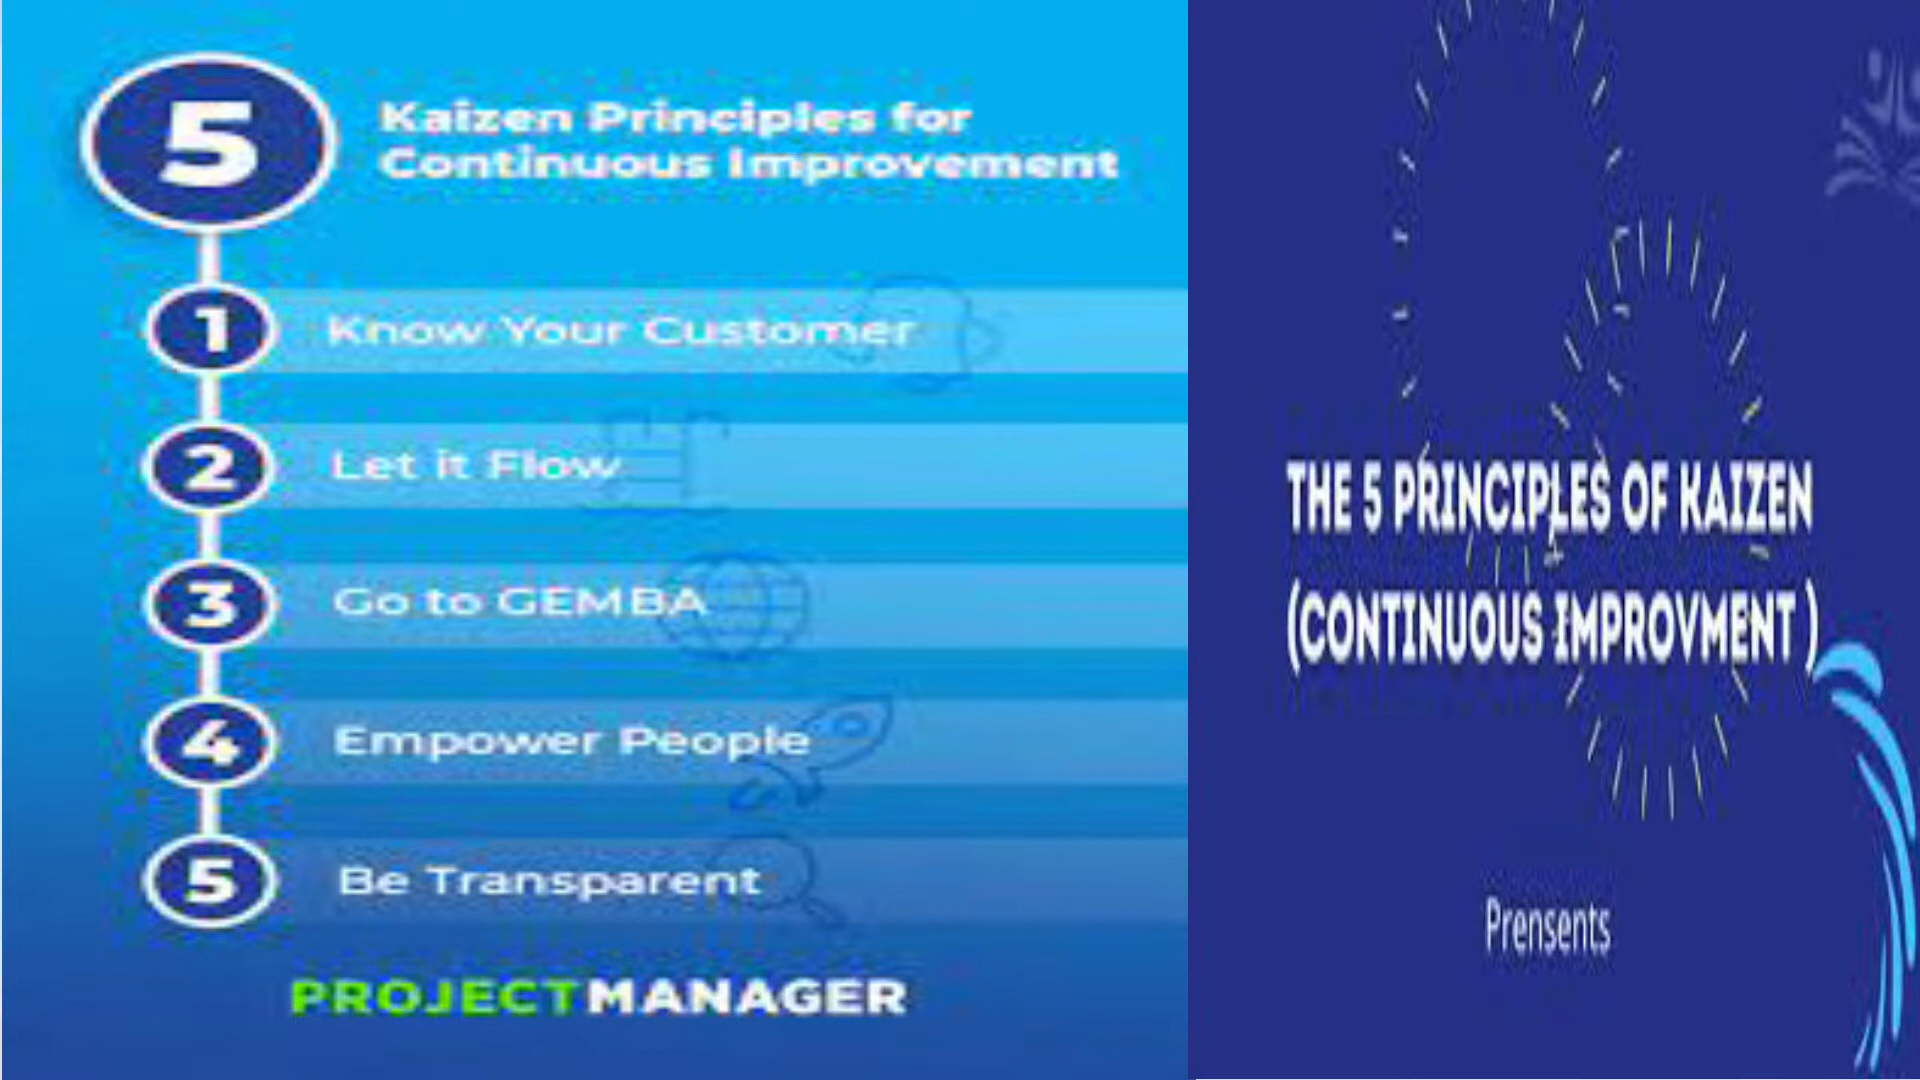 5
Kaizen Principles for
Continuous Improvement
1 Know Your Customer
2 Let it Flow
3 Go to GEMBA
4 Empower People
5 Be Transparent
PROJECTMANAGER
THE 5 PRINCIPLES OF KAIZEN
(CONTINUOUS IMPROVMENT )
Prensents